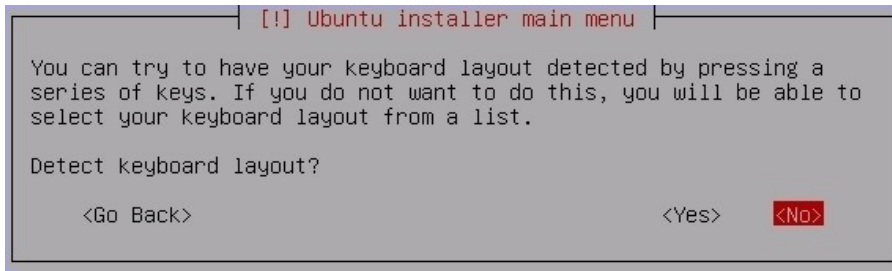 [!] Ubuntu installer main menu
You can try to have your keyboard layout detected by pressing a
series of keys. If you do not want to do this, you will be able to
select your keyboard layout from a list.
Detect keyboard layout?
<Go Back> <Yes> <No>